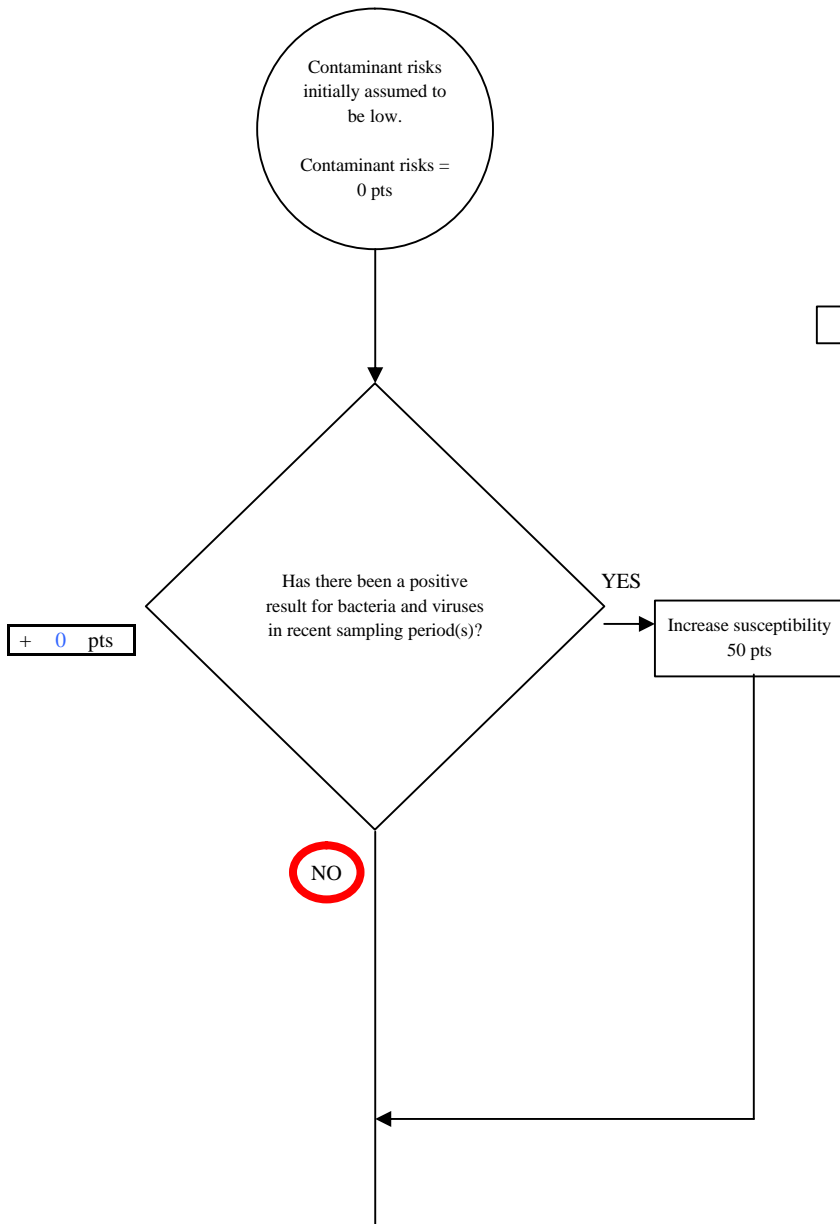 Contaminant risks
initially assumed to
be low.
Contaminant risks =
0 pts
Has there been a positive
result for bacteria and viruses
in recent sampling period(s)?
YES
+ 0 pts
Increase susceptibility
50 pts
NO